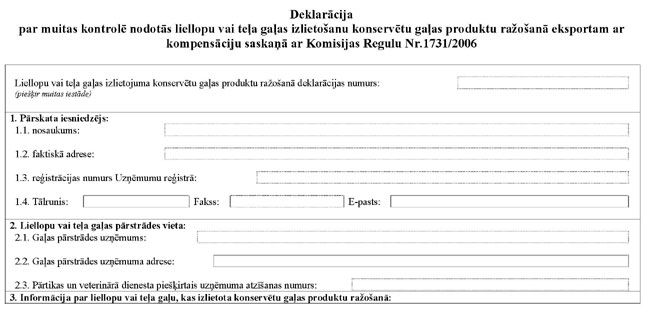 Deklarācija
par muitas kontrolē nodotās liellopu vai teļa gaļas izlietošanu konservētu gaļas produktu ražošanā eksportam ar
kompensāciju saskaņā ar Komisijas Regulu Nr.1731/2006
Liellopu vai teļa gaļas izlietojuma konservētu gaļas produktu ražošanā deklarācijas numurs:
(piešķir muitas iestāde)
1. Pārskata iesniedzējs:
1.1. nosaukums:
1.2. faktiskā adrese:
1.3. reģistrācijas numurs Uzņēmumu reģistrā:
1.4. Tālrunis: Fakss: E-pasts:
2. Liellopu vai teļa gaļas pārstrādes vieta:
2.1. Gaļas pārstrādes uzņēmums:
2.2. Gaļas pārstrādes uzņēmuma adrese:
2.3. Pārtikas un veterinārā dienesta piešķirtais uzņēmuma atzīšanas numurs:
3. Informācija par liellopu vai teļa gaļu, kas izlietota konservētu gaļas produktu ražošanā: